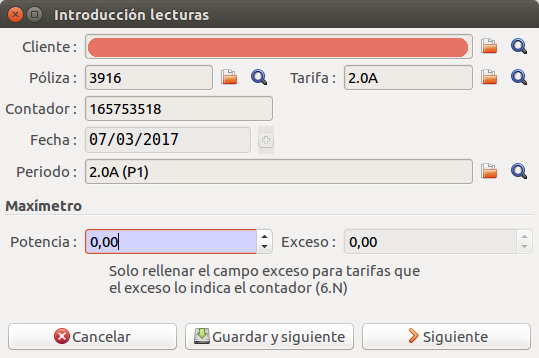 Introducción lecturas
Cliente :
Póliza : 3916 Tarifa : 2.0A
Contador : 165753518
Fecha : 07/03/2017
Periodo : 2.0A (P1)
Maxímetro
Potencia : 0,00 Exceso : 0,00
Solo rellenar el campo exceso para tarifas que
el exceso lo indica el contador (6.N)
Cancelar Guardar y siguiente Siguiente